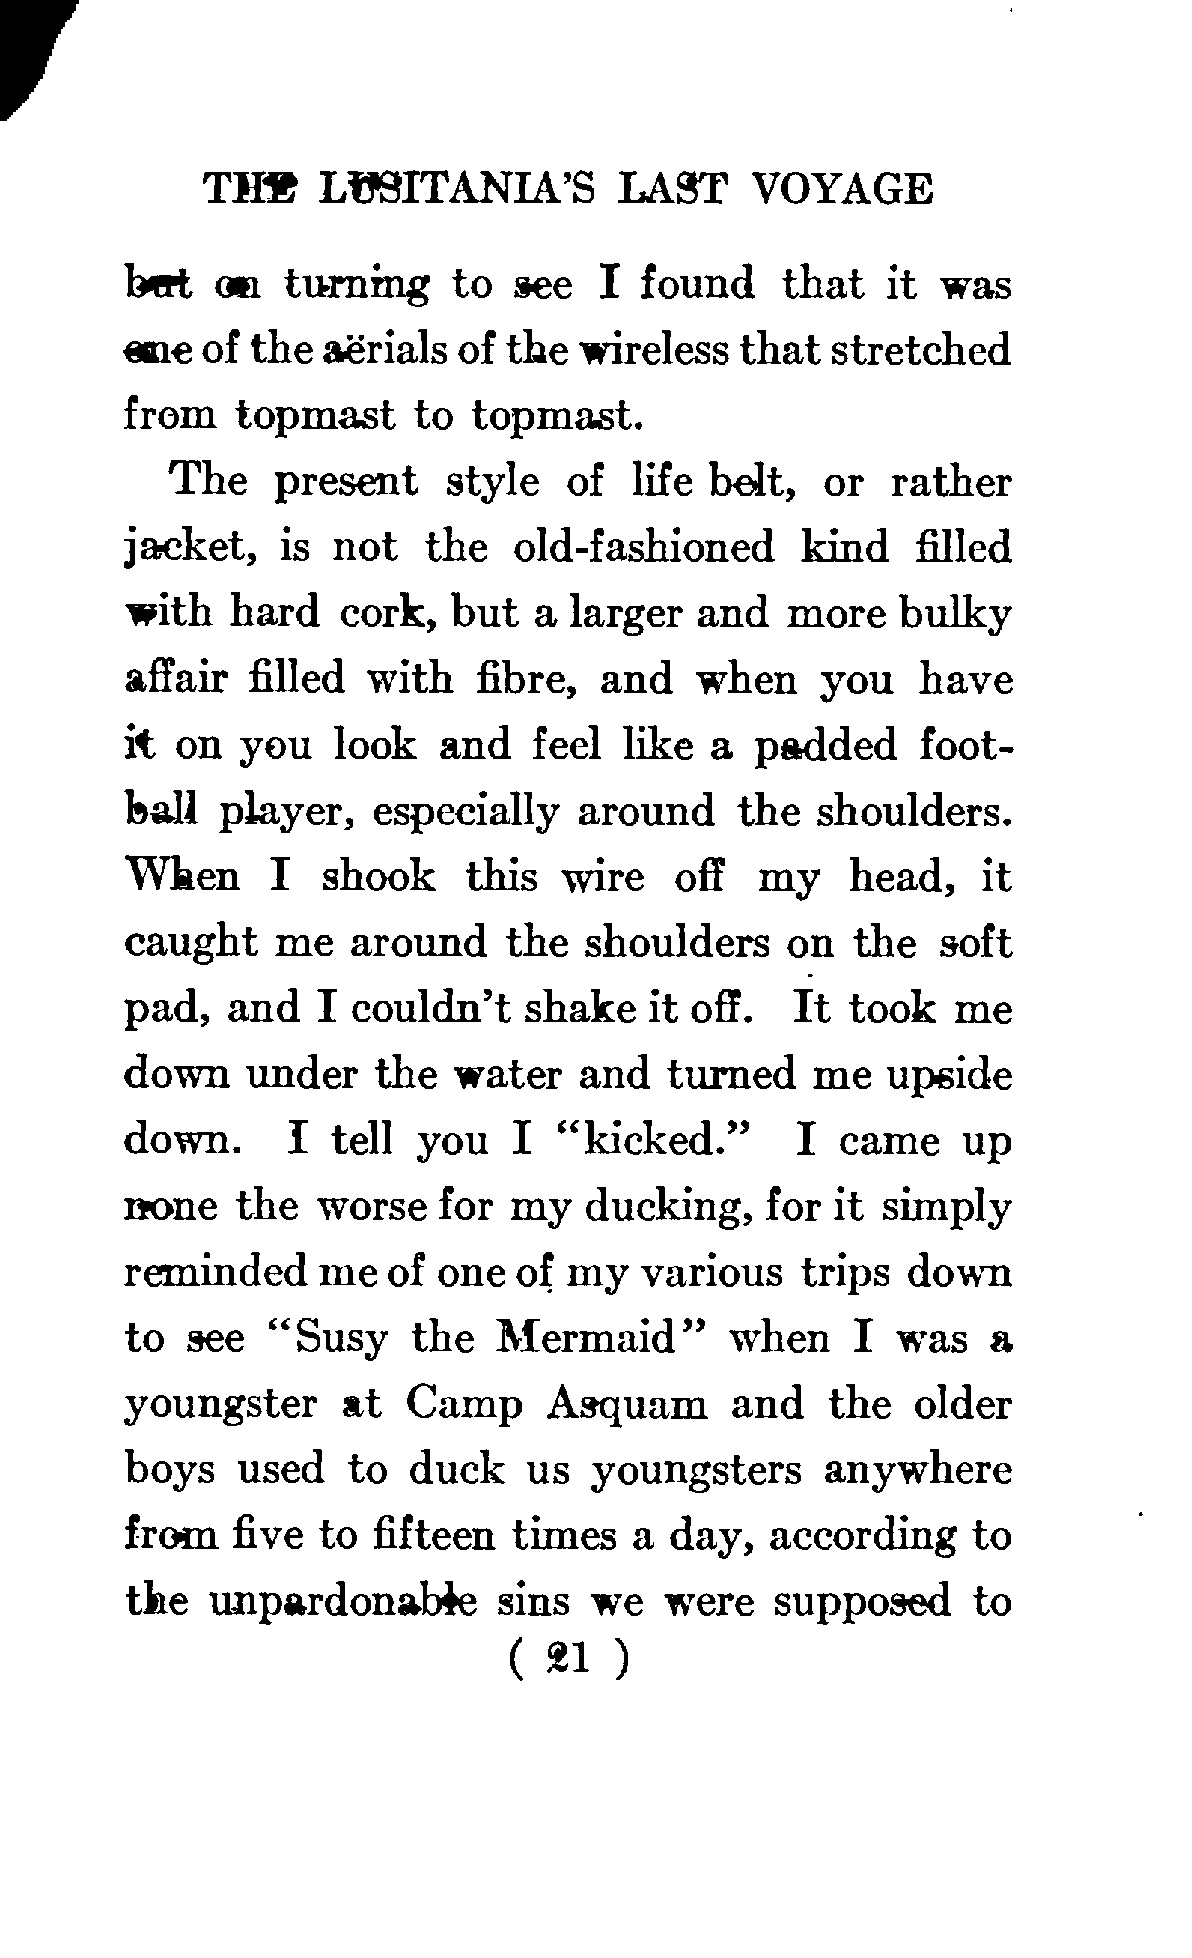 THE LUSITANIA'S LAST VOYAGE
but on turning to see I found that it was
one of the aërials of the wireless that stretched
from topmast to topmast.
The present style of life belt, or rather
jacket, is not the old-fashioned kind filled
with hard cork, but a larger and more bulky
affair filled with fibre, and when you have
it on you look and feel like a padded foot-
ball player, especially around the shoulders.
When I shook this wire off my head, it
caught me around the shoulders on the soft
pad, and I couldn't shake it off. It took me
down under the water and turned me upside
down. I tell you I "kicked." I came up
none the worse for my ducking, for it simply
reminded me of one of my various trips down
to see "Susy the Mermaid" when I was a
youngster at Camp Asquam and the older
boys used to duck us youngsters anywhere
from five to fifteen times a day, according to
the unpardonable sins we were supposed to
( 21 )